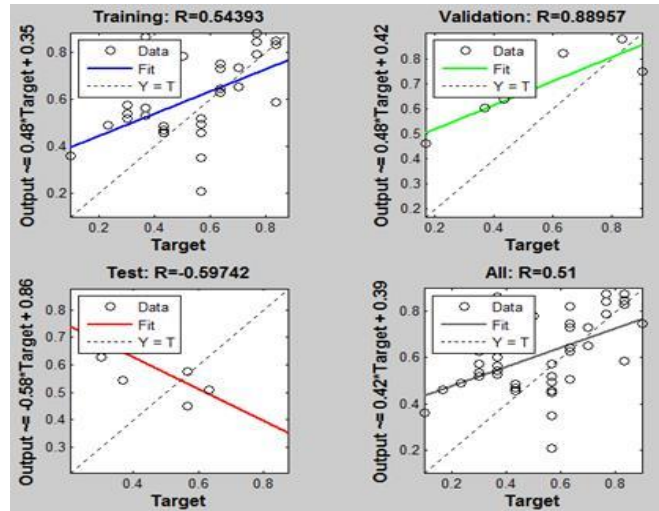 Training: R=0.54393
Output ~= 0.48*Target + 0.35
0.8
0.6
0.4
0.2
Data
Fit
Y = T
0.2 0.4 0.6 0.8
Target
Validation: R=0.88957
Output ~= 0.48*Target + 0.42
0.9
0.8
0.7
0.6
0.5
0.4
0.3
0.2
Data
Fit
Y = T
0.2 0.4 0.6 0.8
Target
Test: R=-0.59742
Output ~= -0.58*Target + 0.86
0.8
0.7
0.6
0.5
0.4
0.3
Data
Fit
Y = T
0.4 0.6 0.8
Target
All: R=0.51
Output ~= 0.42*Target + 0.39
0.8
0.6
0.4
0.2
Data
Fit
Y = T
0.2 0.4 0.6 0.8
Target